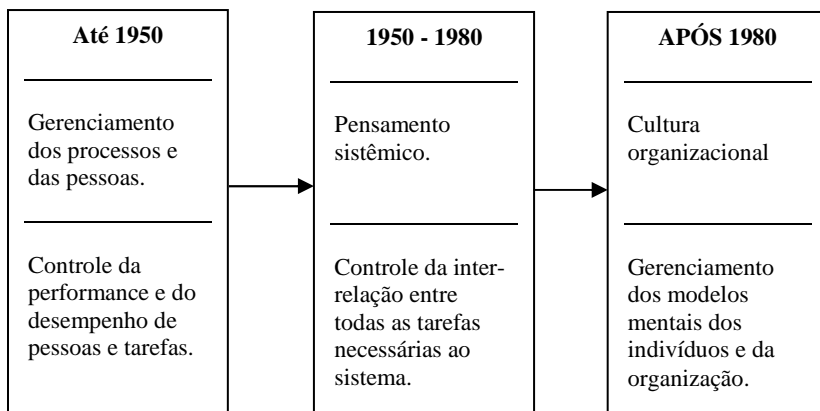 Até 1950
Gerenciamento
dos processos e
das pessoas.
Controle da
performance e do
desempenho de
pessoas e tarefas.
1950 - 1980
Pensamento
sistêmico.
Controle da inter-
relação entre
todas as tarefas
necessárias ao
sistema.
APÓS 1980
Cultura
organizacional
Gerenciamento
dos modelos
mentais dos
indivíduos e da
organização.